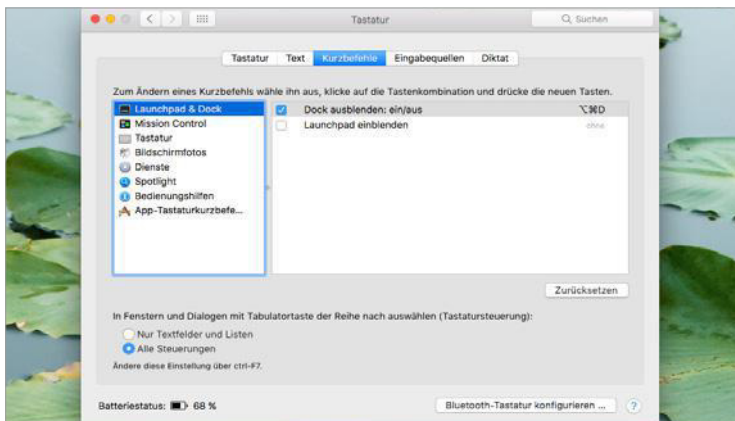 Tastatur
Suchen
Tastatur Text Kurzbefehle Eingabequellen Diktat
Zum Ändern eines Kurzbefehls wähle ihn aus, klicke auf die Tastenkombination und drücke die neuen Tasten.
Launchpad & Dock
Mission Control
Tastatur
Bildschirmfotos
Dienste
Spotlight
Bedienungshilfen
App-Tastaturkurzbefe...
Dock ausblenden: ein/aus ⌥⌘D
Launchpad einblenden ohne
Zurücksetzen
In Fenstern und Dialogen mit Tabulatortaste der Reihe nach auswählen (Tastatursteuerung):
Nur Textfelder und Listen
Alle Steuerungen
Ändere diese Einstellung über ctrl-F7.
Batteriestatus: 68 %
Bluetooth-Tastatur konfigurieren ... ?